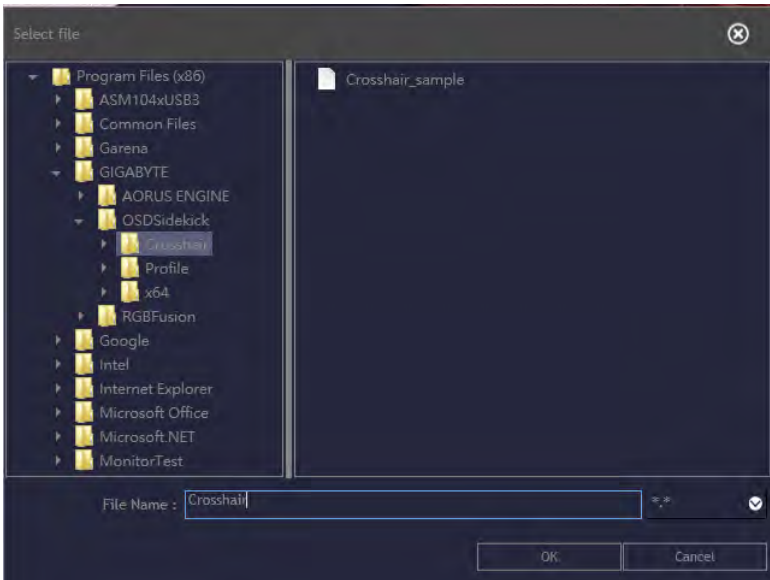 Select file
Program Files (x86)
ASM104xUSB3
Common Files
Garena
GIGABYTE
AORUS ENGINE
OSDSidekick
Crosshair
Profile
x64
RGBFusion
Google
Intel
Internet Explorer
Microsoft Office
Microsoft.NET
MonitorTest
Crosshair_sample
File Name : Crosshair *.*
OK Cancel